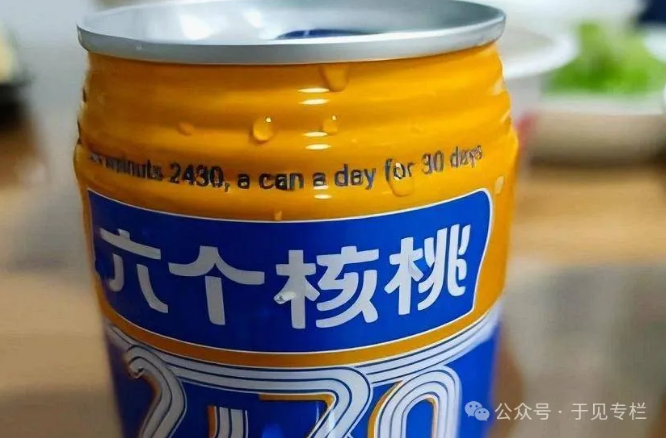 walnuts 2430, a can a day for 30 days
六个核桃
2430
公众号 · 于见专栏